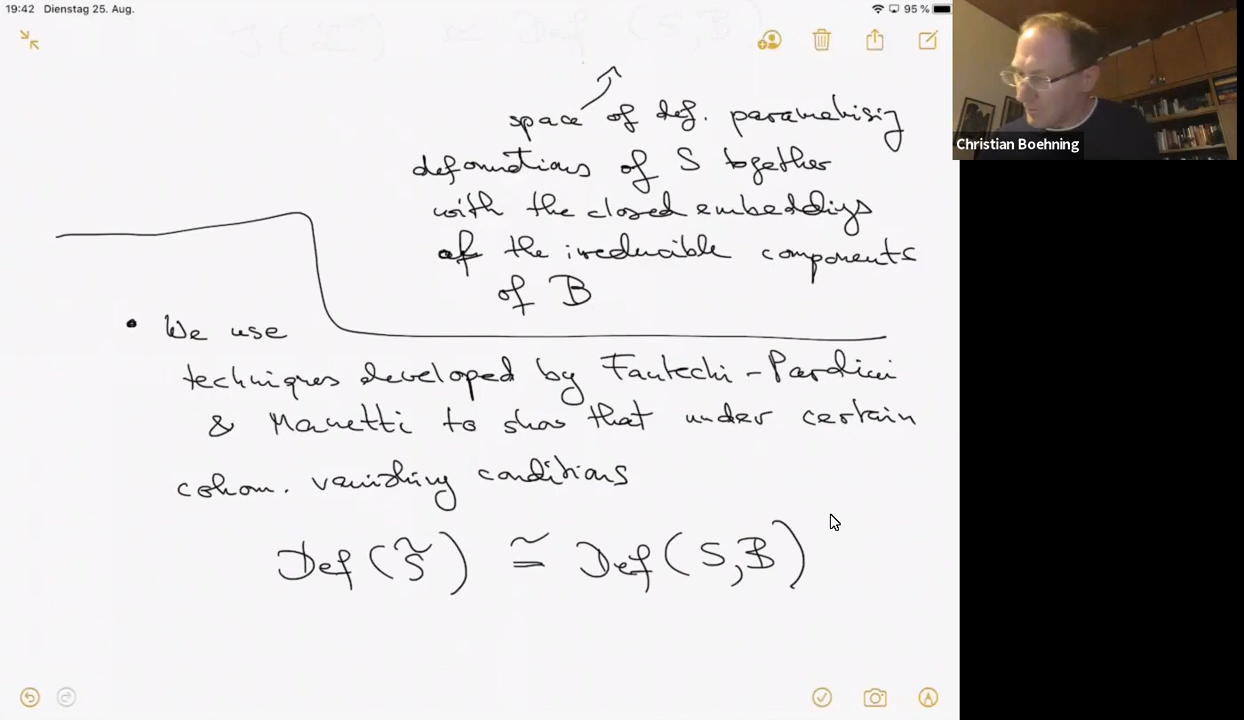 19:42 Dienstag 25. Aug.
95 %
Def (S,B)
space of def. parametrising
deformations of S together
with the closed embeddings
of the irreducible components
of B
• We use
techniques developed by Fantechi-Pardini
& Manetti to show that under certain
cohom. vanishing conditions
Def(S̃) ≅ Def(S,B)
Christian Boehning